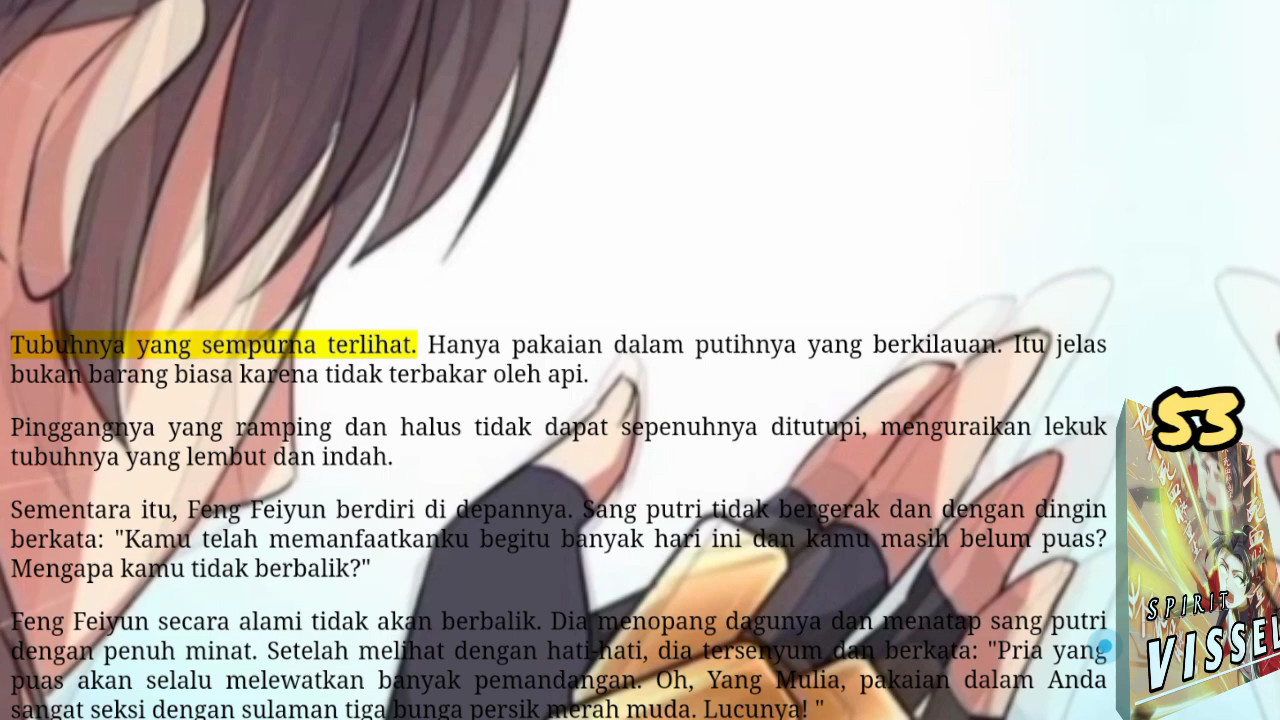 Tubuhnya yang sempurna terlihat. Hanya pakaian dalam putihnya yang berkilauan. Itu jelas
bukan barang biasa karena tidak terbakar oleh api.
Pinggangnya yang ramping dan halus tidak dapat sepenuhnya ditutupi, menguraikan lekuk
tubuhnya yang lembut dan indah.
Sementara itu, Feng Feiyun berdiri di depannya. Sang putri tidak bergerak dan dengan dingin
berkata: "Kamu telah memanfaatkanku begitu banyak hari ini dan kamu masih belum puas?
Mengapa kamu tidak berbalik?"
Feng Feiyun secara alami tidak akan berbalik. Dia menopang dagunya dan menatap sang putri
dengan penuh minat. Setelah melihat dengan hati-hati, dia tersenyum dan berkata: "Pria yang
puas akan selalu melewatkan banyak pemandangan. Oh, Yang Mulia, pakaian dalam Anda
sangat seksi dengan sulaman tiga bunga persik merah muda. Lucunya! "
53
SPIRIT
VISSEL